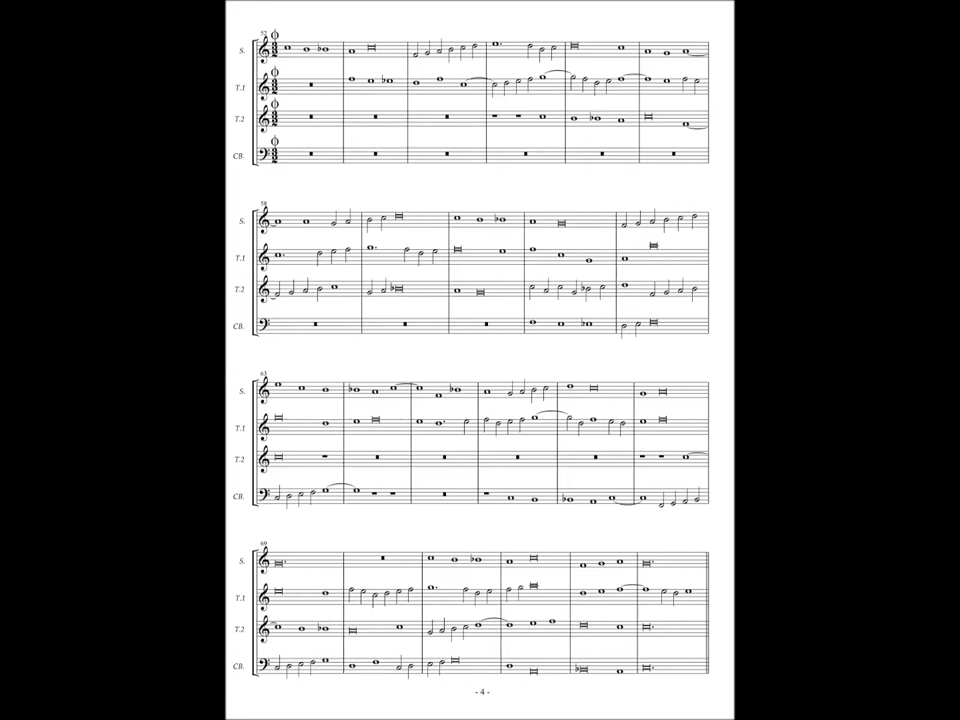 52
S.
T.1
T.2
CB.
58
S.
T.1
T.2
CB.
63
S.
T.1
T.2
CB.
69
S.
T.1
T.2
CB.
- 4 -